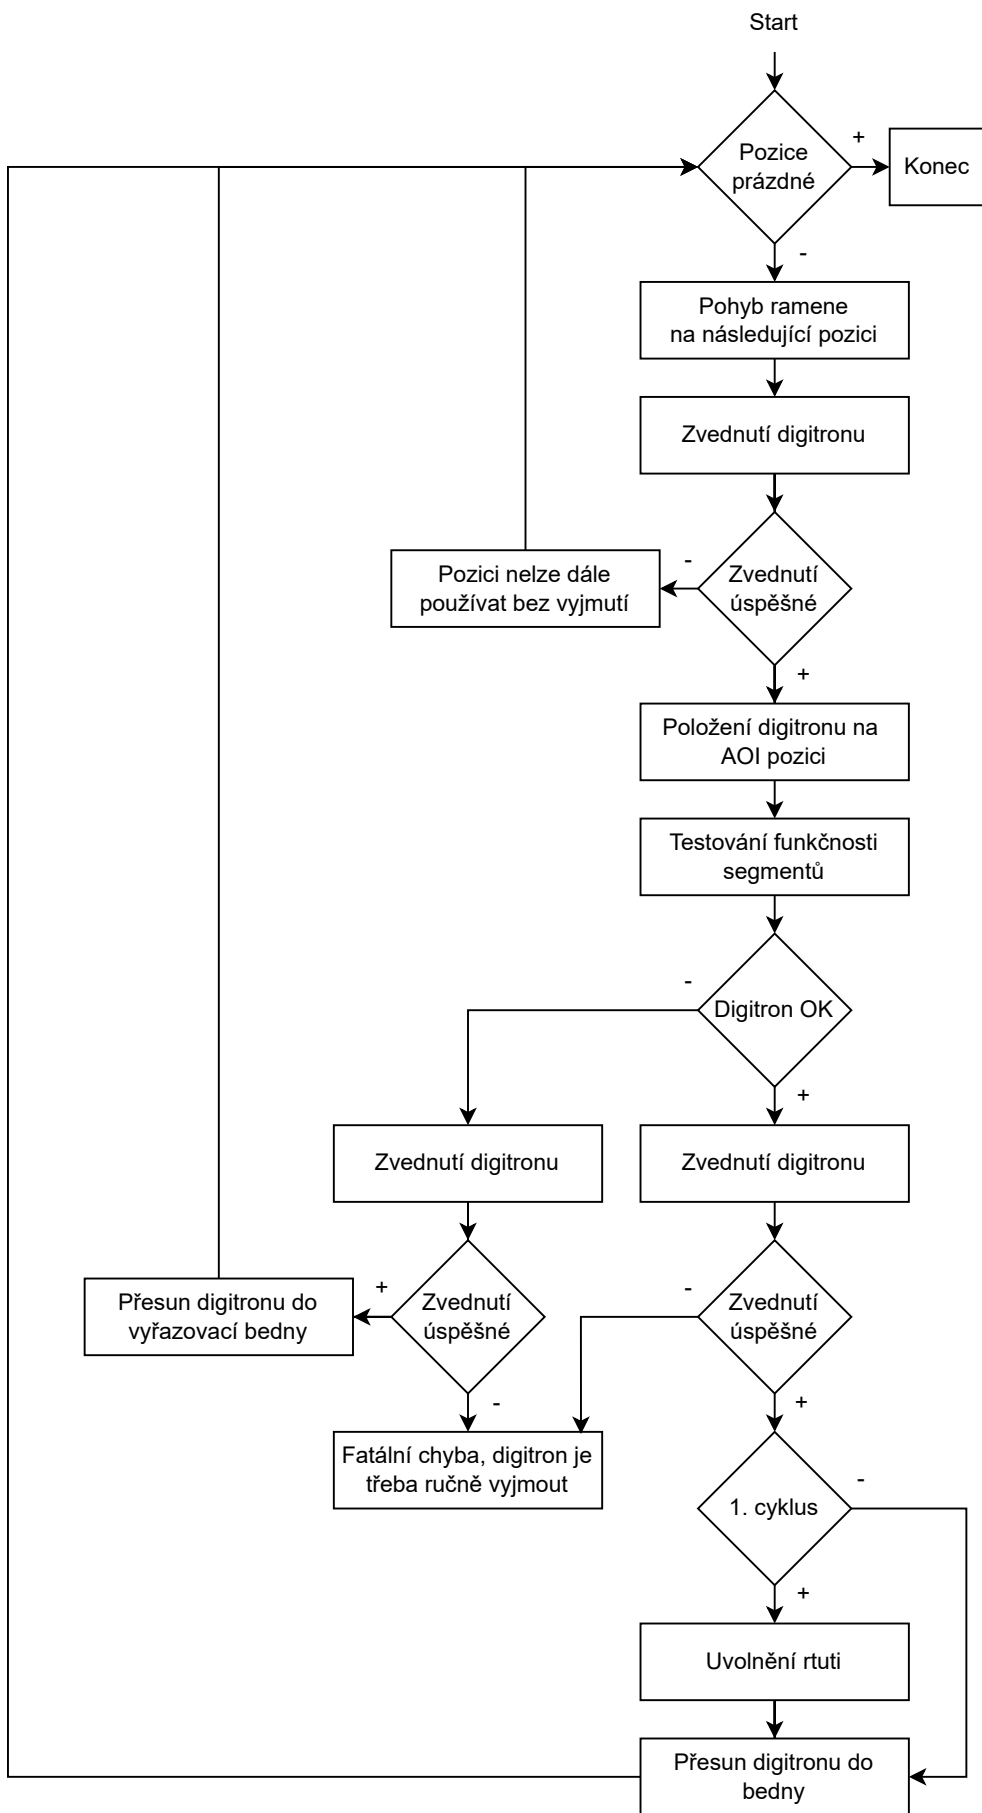 Start
Pozice
prázdné
+
Konec
-
Pohyb ramene
na následující pozici
Zvednutí digitronu
Zvednutí
úspěšné
-
Pozici nelze dále
používat bez vyjmutí
+
Položení digitronu na
AOI pozici
Testování funkčnosti
segmentů
Digitron OK
-
+
Zvednutí digitronu
Zvednutí digitronu
Zvednutí
úspěšné
+
Přesun digitronu do
vyřazovací bedny
-
Zvednutí
úspěšné
-
+
Fatální chyba, digitron je
třeba ručně vyjmout
1. cyklus
-
+
Uvolnění rtuti
Přesun digitronu do
bedny